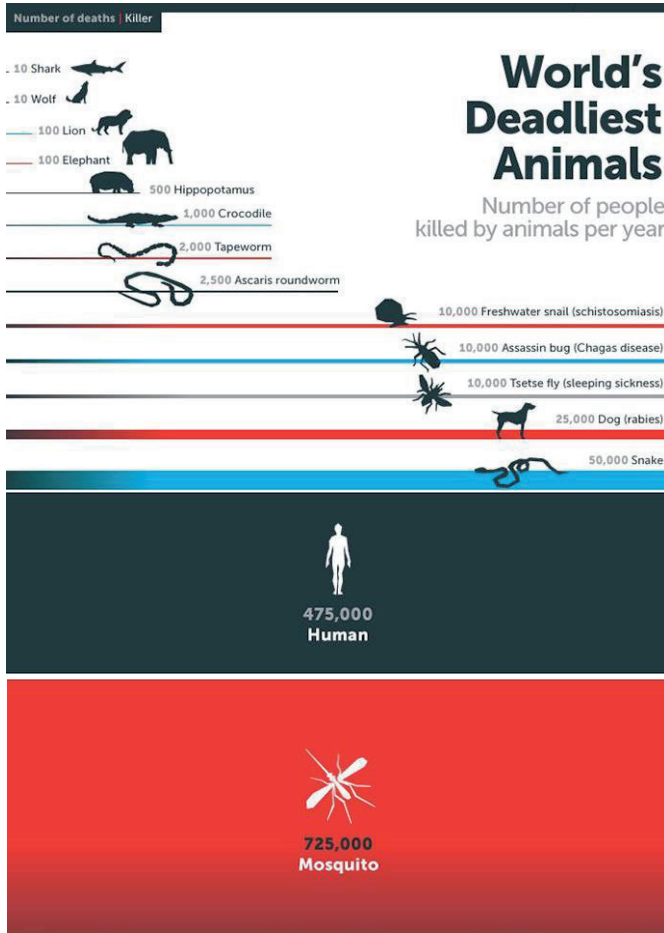 Number of deaths | Killer
World's
Deadliest
Animals
Number of people
killed by animals per year
10 Shark
10 Wolf
100 Lion
100 Elephant
500 Hippopotamus
1,000 Crocodile
2,000 Tapeworm
2,500 Ascaris roundworm
10,000 Freshwater snail (schistosomiasis)
10,000 Assassin bug (Chagas disease)
10,000 Tsetse fly (sleeping sickness)
25,000 Dog (rabies)
50,000 Snake
475,000
Human
725,000
Mosquito